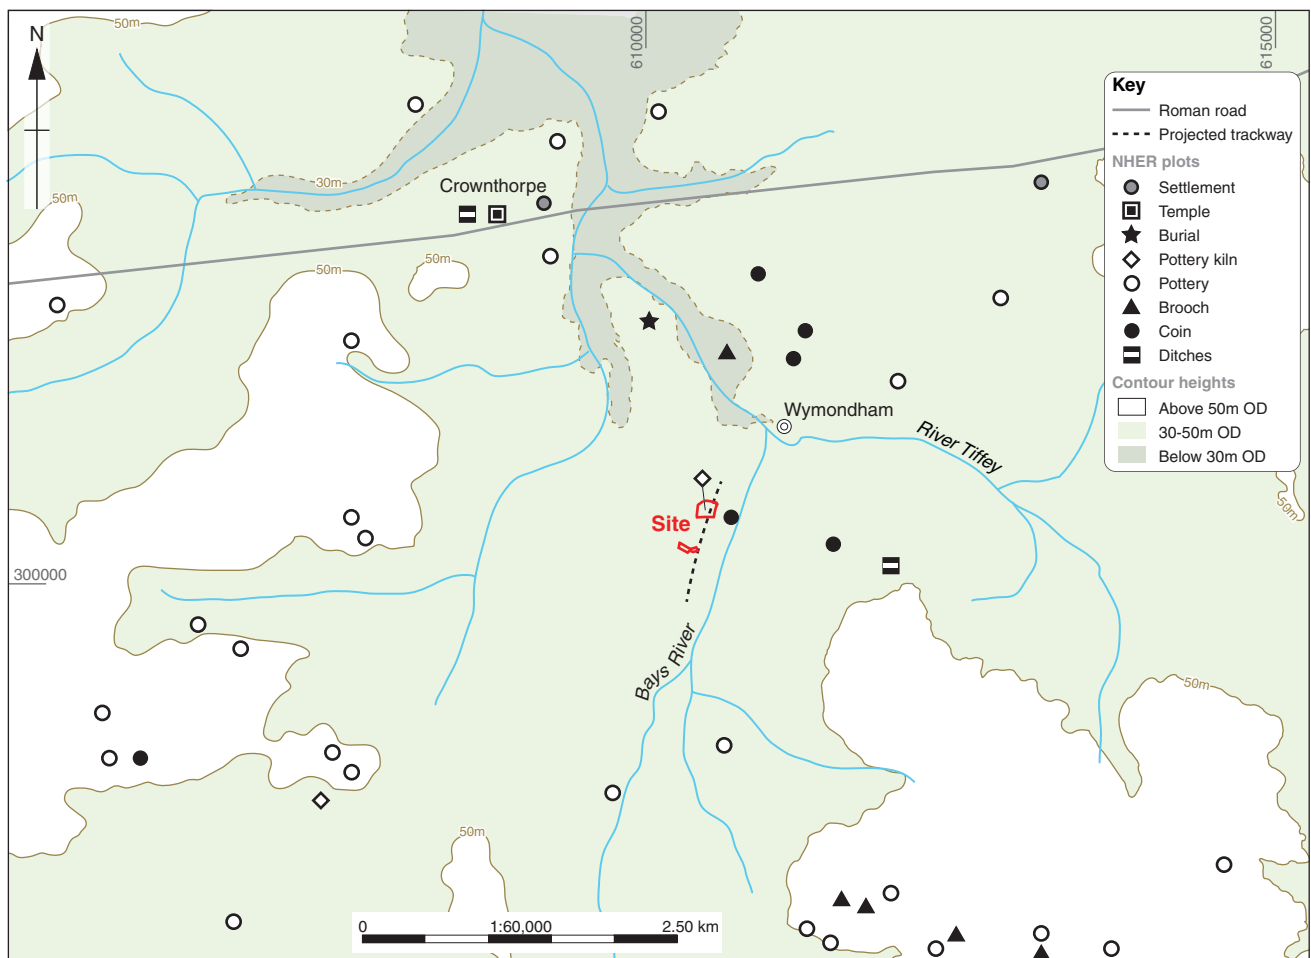 50m
N
610000
615000
Key
Roman road
Projected trackway
NHER plots
Settlement
Temple
Burial
Pottery kiln
Pottery
Brooch
Coin
Ditches
Contour heights
Above 50m OD
30-50m OD
Below 30m OD
30m
50m
Crownthorpe
50m
50m
Wymondham
River Tiffey
Site
50m
300000
Bays River
50m
50m
0
1:60,000
2.50 km